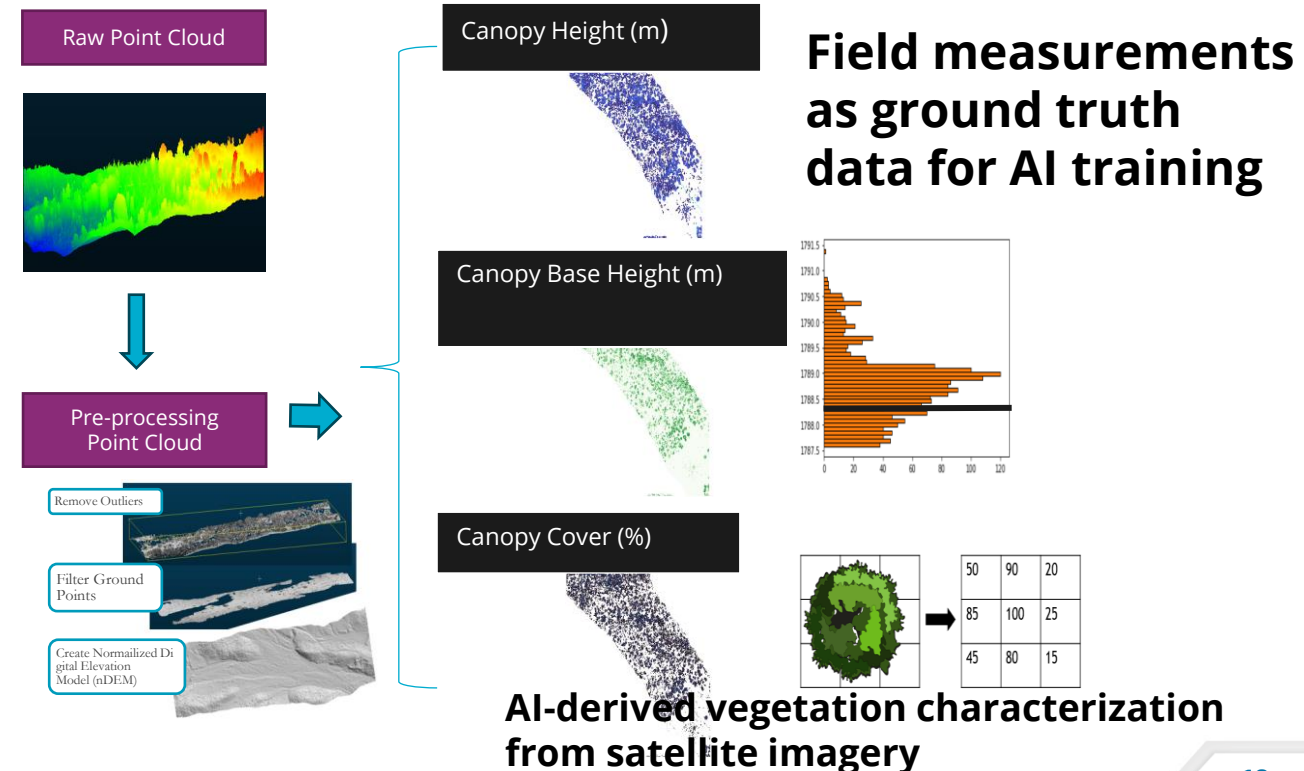 Raw Point Cloud
Pre-processing
Point Cloud
Remove Outliers
Filter Ground
Points
Create Normailized Di
gital Elevation
Model (nDEM)
Canopy Height (m)
Canopy Base Height (m)
Canopy Cover (%)
Field measurements
as ground truth
data for AI training
1791.5
1791.0
1790.5
1790.0
1789.5
1789.0
1788.5
1788.0
1787.5
0 20 40 60 80 100 120
50 90 20
85 100 25
45 80 15
AI-derived vegetation characterization
from satellite imagery